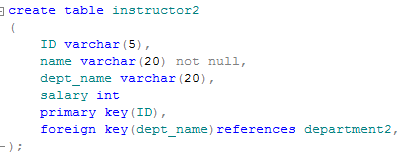 create table instructor2
(
ID varchar(5),
name varchar(20) not null,
dept_name varchar(20),
salary int
primary key(ID),
foreign key(dept_name)references department2,
);